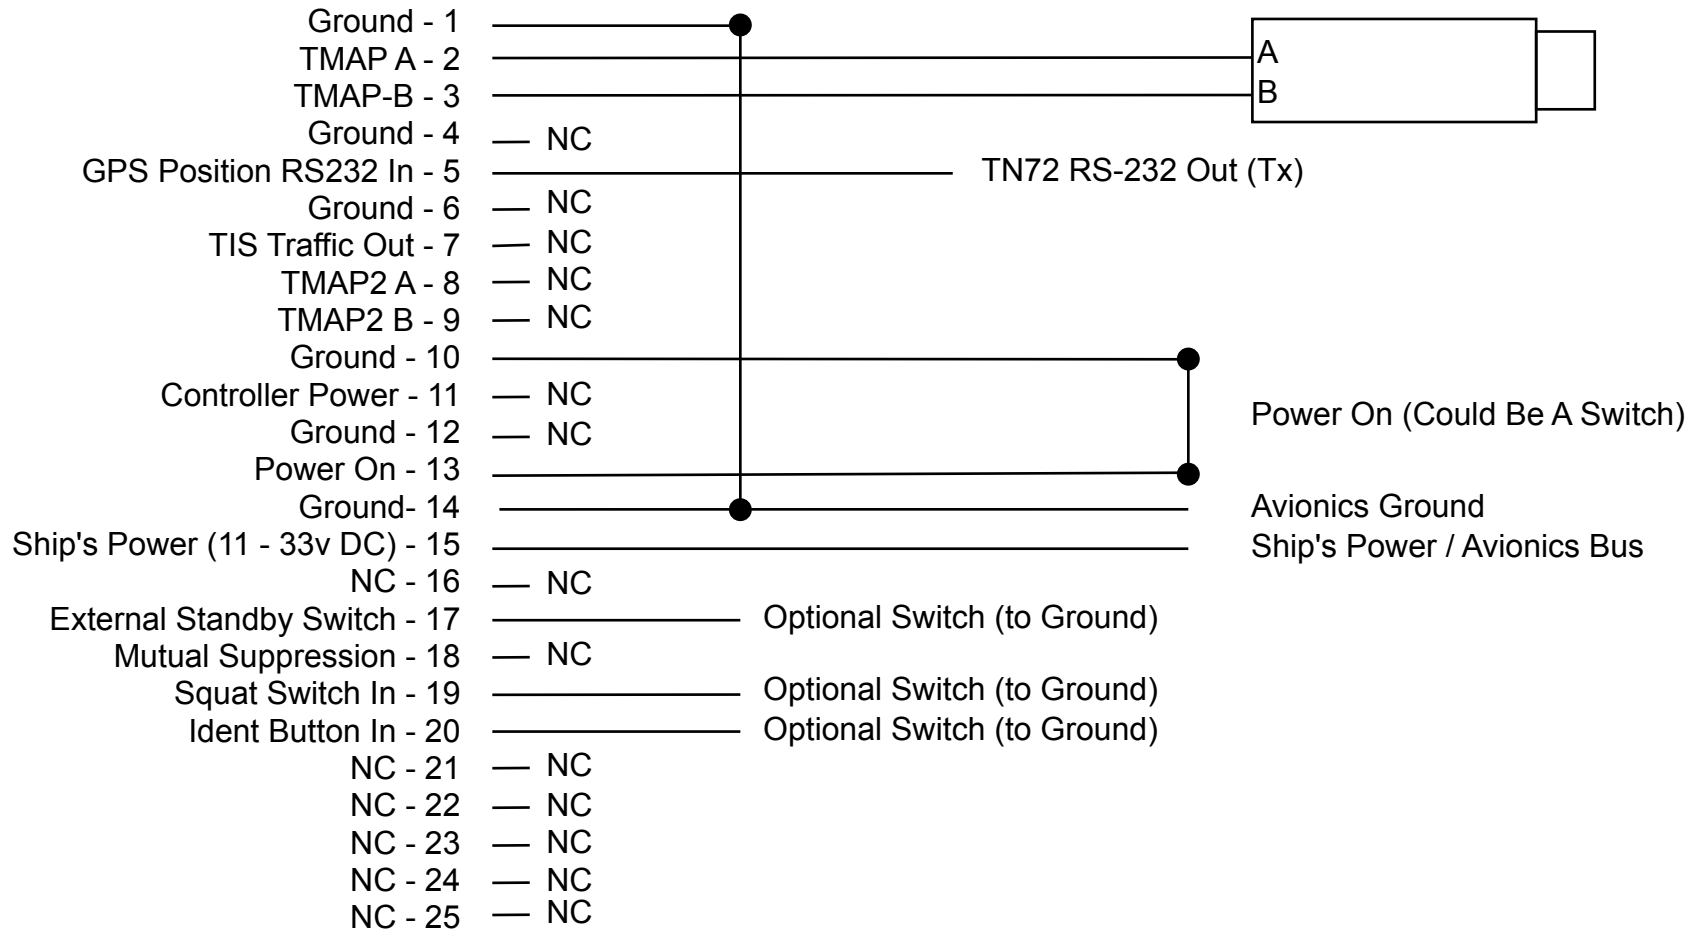 Ground - 1
TMAP A - 2 A
TMAP-B - 3 B
Ground - 4 NC
GPS Position RS232 In - 5 TN72 RS-232 Out (Tx)
Ground - 6 NC
TIS Traffic Out - 7 NC
TMAP2 A - 8 NC
TMAP2 B - 9 NC
Ground - 10
Controller Power - 11 NC
Power On (Could Be A Switch)
Ground - 12 NC
Power On - 13
Ground- 14 Avionics Ground
Ship's Power (11 - 33v DC) - 15 Ship's Power / Avionics Bus
NC - 16 NC
External Standby Switch - 17 Optional Switch (to Ground)
Mutual Suppression - 18 NC
Squat Switch In - 19 Optional Switch (to Ground)
Ident Button In - 20 Optional Switch (to Ground)
NC - 21 NC
NC - 22 NC
NC - 23 NC
NC - 24 NC
NC - 25 NC